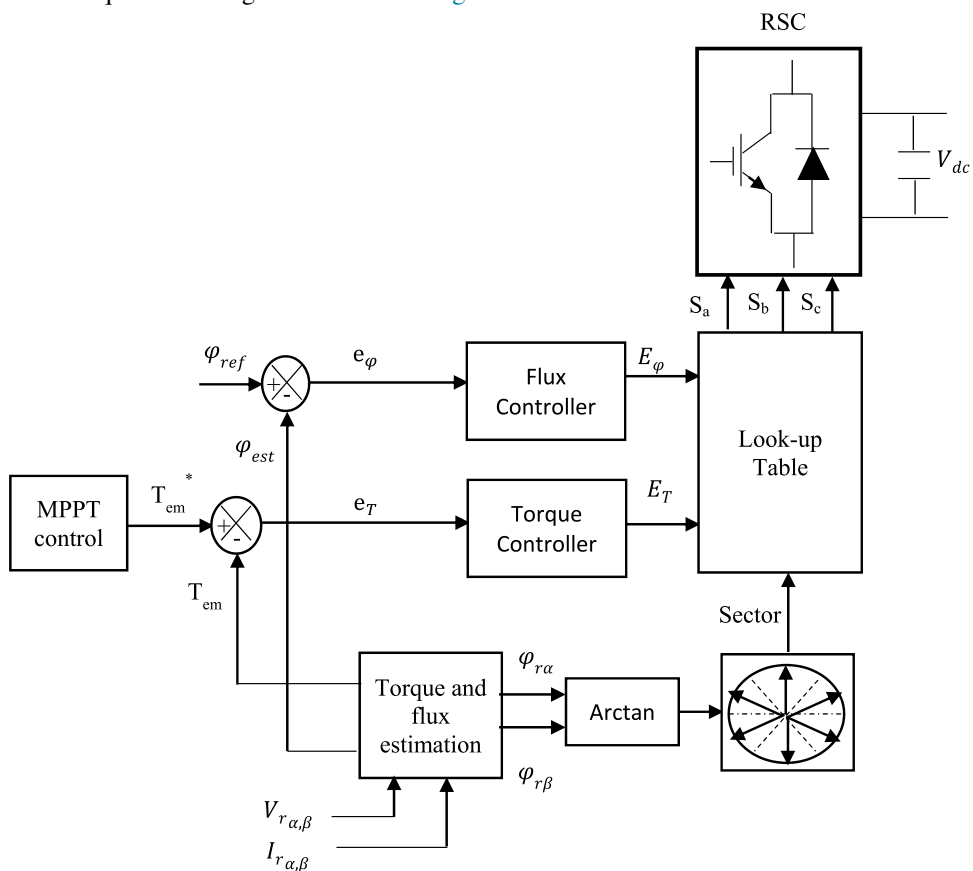 RSC
V_dc
S_a S_b S_c
φ_ref
+
-
e_φ
Flux
Controller
E_φ
Look-up
Table
φ_est
MPPT
control
T_em*
+
-
e_T
Torque
Controller
E_T
T_em
Sector
Torque and
flux
estimation
φ_rα
Arctan
φ_rβ
V_rα,β
I_rα,β